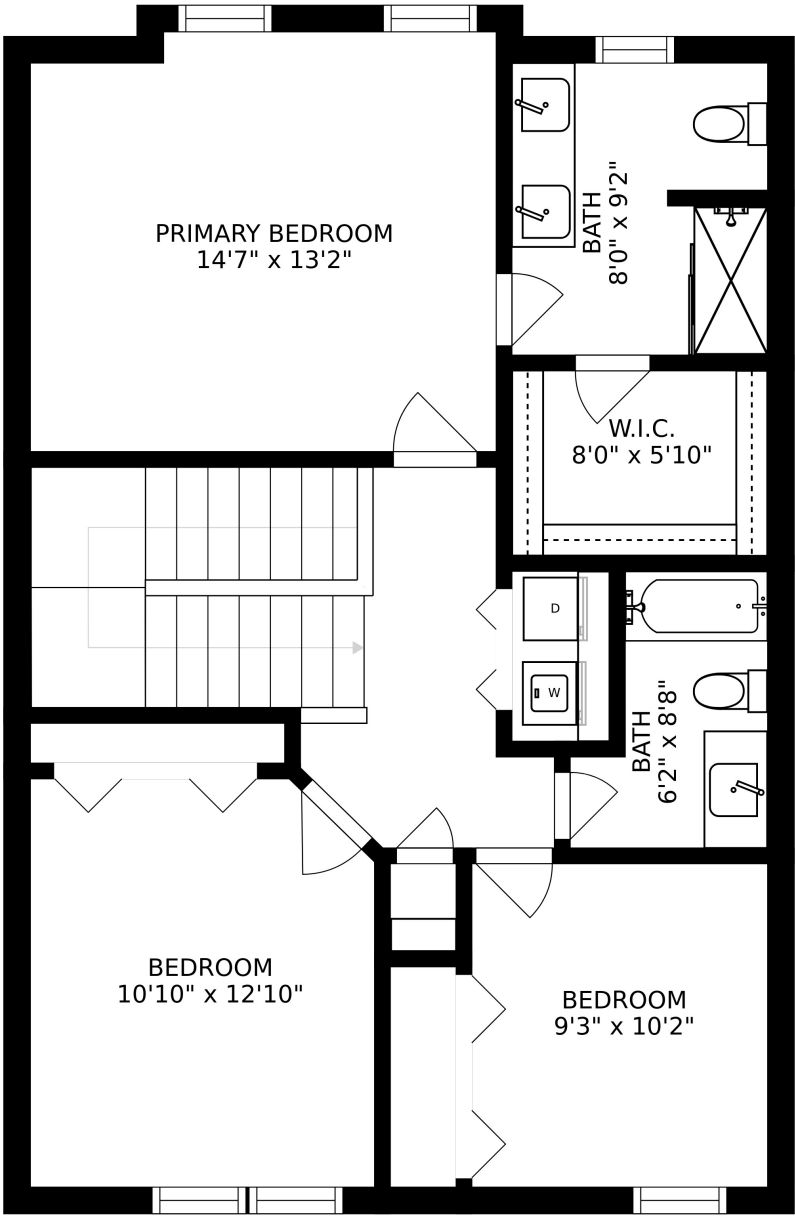 PRIMARY BEDROOM
14'7" x 13'2"
BATH
8'0" x 9'2"
W.I.C.
8'0" x 5'10"
D
W
BATH
6'2" x 8'8"
BEDROOM
10'10" x 12'10"
BEDROOM
9'3" x 10'2"